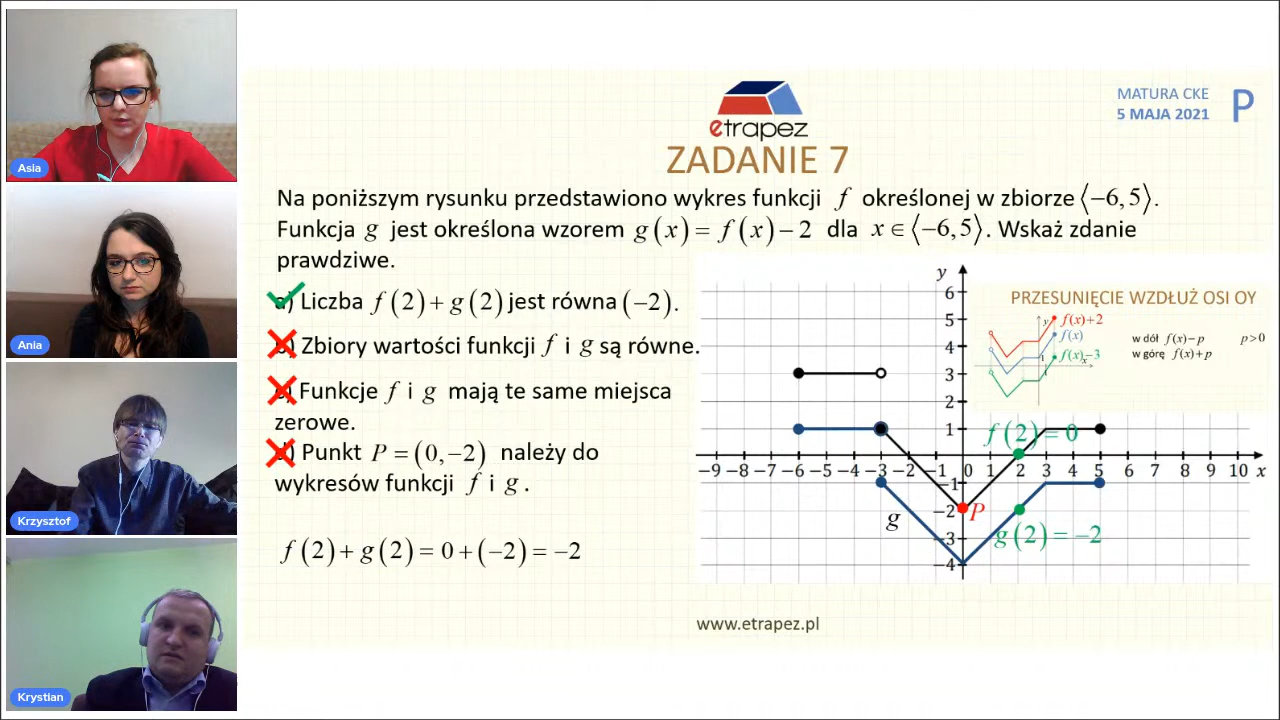 Asia
Ania
Krzysztof
Krystian
etrapez
MATURA CKE
5 MAJA 2021
P
ZADANIE 7
Na poniższym rysunku przedstawiono wykres funkcji f określonej w zbiorze ⟨−6, 5⟩.
Funkcja g jest określona wzorem g(x) = f(x) − 2 dla x ∈ ⟨−6, 5⟩. Wskaż zdanie
prawdziwe.
a) Liczba f(2) + g(2) jest równa (−2).
b) Zbiory wartości funkcji f i g są równe.
c) Funkcje f i g mają te same miejsca
zerowe.
d) Punkt P = (0, −2) należy do
wykresów funkcji f i g.
f(2) + g(2) = 0 + (−2) = −2
PRZESUNIĘCIE WZDŁUŻ OSI OY
y
f(x)+2
f(x)
f(x)−3
1
1
x
w dół f(x)−p p>0
w górę f(x)+p
y
6
5
4
3
2
1
f(2) = 0
−9 −8 −7 −6 −5 −4 −3 −2 −1 0 1 2 3 4 5 6 7 8 9 10 x
−1
−2
P
g
−3
g(2) = −2
−4
www.etrapez.pl